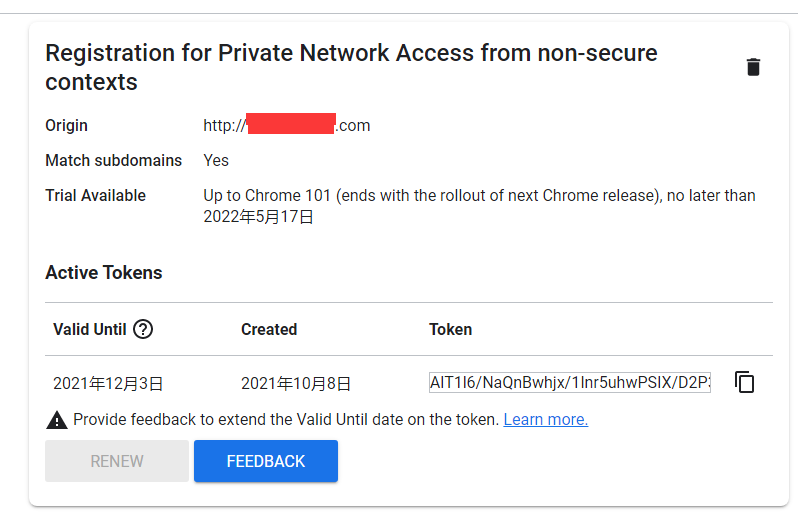 Registration for Private Network Access from non-secure
contexts
Origin http:// .com
Match subdomains Yes
Trial Available Up to Chrome 101 (ends with the rollout of next Chrome release), no later than
2022年5月17日
Active Tokens
Valid Until Created Token
2021年12月3日 2021年10月8日 AIT1I6/NaQnBwhjx/1Inr5uhwPSIX/D2P
Provide feedback to extend the Valid Until date on the token. Learn more.
RENEW FEEDBACK